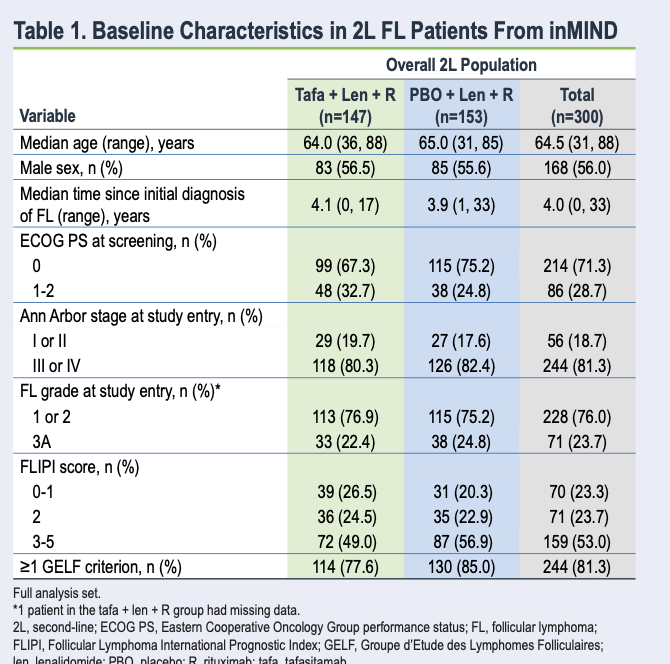 Table 1. Baseline Characteristics in 2L FL Patients From inMIND
Overall 2L Population
Variable Tafa + Len + R (n=147) PBO + Len + R (n=153) Total (n=300)
Median age (range), years 64.0 (36, 88) 65.0 (31, 85) 64.5 (31, 88)
Male sex, n (%) 83 (56.5) 85 (55.6) 168 (56.0)
Median time since initial diagnosis
of FL (range), years 4.1 (0, 17) 3.9 (1, 33) 4.0 (0, 33)
ECOG PS at screening, n (%)
0 99 (67.3) 115 (75.2) 214 (71.3)
1-2 48 (32.7) 38 (24.8) 86 (28.7)
Ann Arbor stage at study entry, n (%)
I or II 29 (19.7) 27 (17.6) 56 (18.7)
III or IV 118 (80.3) 126 (82.4) 244 (81.3)
FL grade at study entry, n (%)*
1 or 2 113 (76.9) 115 (75.2) 228 (76.0)
3A 33 (22.4) 38 (24.8) 71 (23.7)
FLIPI score, n (%)
0-1 39 (26.5) 31 (20.3) 70 (23.3)
2 36 (24.5) 35 (22.9) 71 (23.7)
3-5 72 (49.0) 87 (56.9) 159 (53.0)
≥1 GELF criterion, n (%) 114 (77.6) 130 (85.0) 244 (81.3)
Full analysis set.
*1 patient in the tafa + len + R group had missing data.
2L, second-line; ECOG PS, Eastern Cooperative Oncology Group performance status; FL, follicular lymphoma;
FLIPI, Follicular Lymphoma International Prognostic Index; GELF, Groupe d'Etude des Lymphomes Folliculaires;
len, lenalidomide; PBO, placebo; R, rituximab; tafa, tafasitamab.